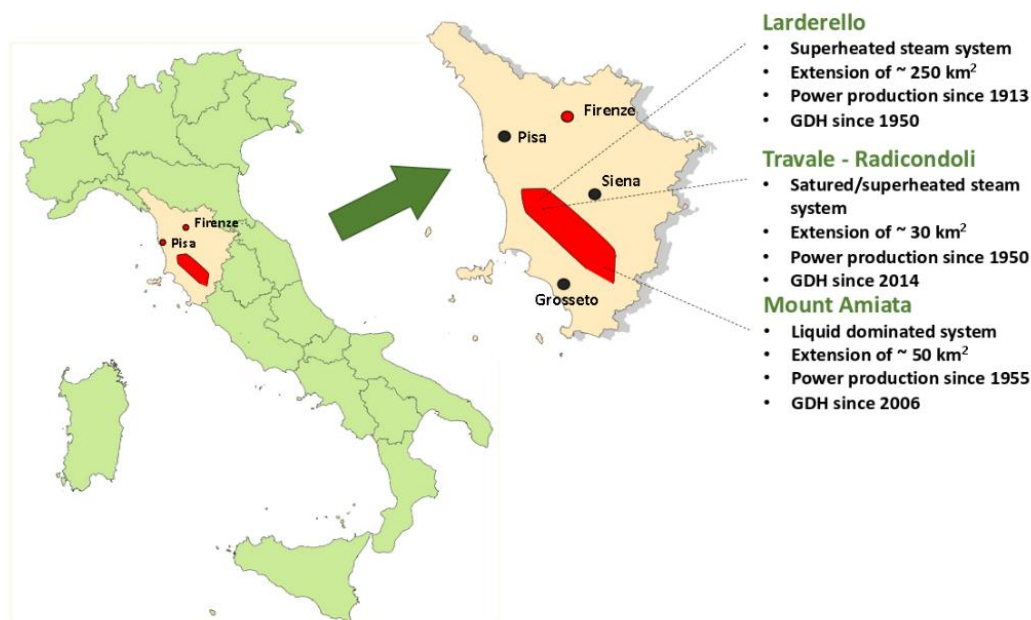 Firenze
Pisa
Firenze
Pisa
Siena
Grosseto
Larderello
• Superheated steam system
• Extension of ~ 250 km²
• Power production since 1913
• GDH since 1950
Travale - Radicondoli
• Satured/superheated steam
system
• Extension of ~ 30 km²
• Power production since 1950
• GDH since 2014
Mount Amiata
• Liquid dominated system
• Extension of ~ 50 km²
• Power production since 1955
• GDH since 2006